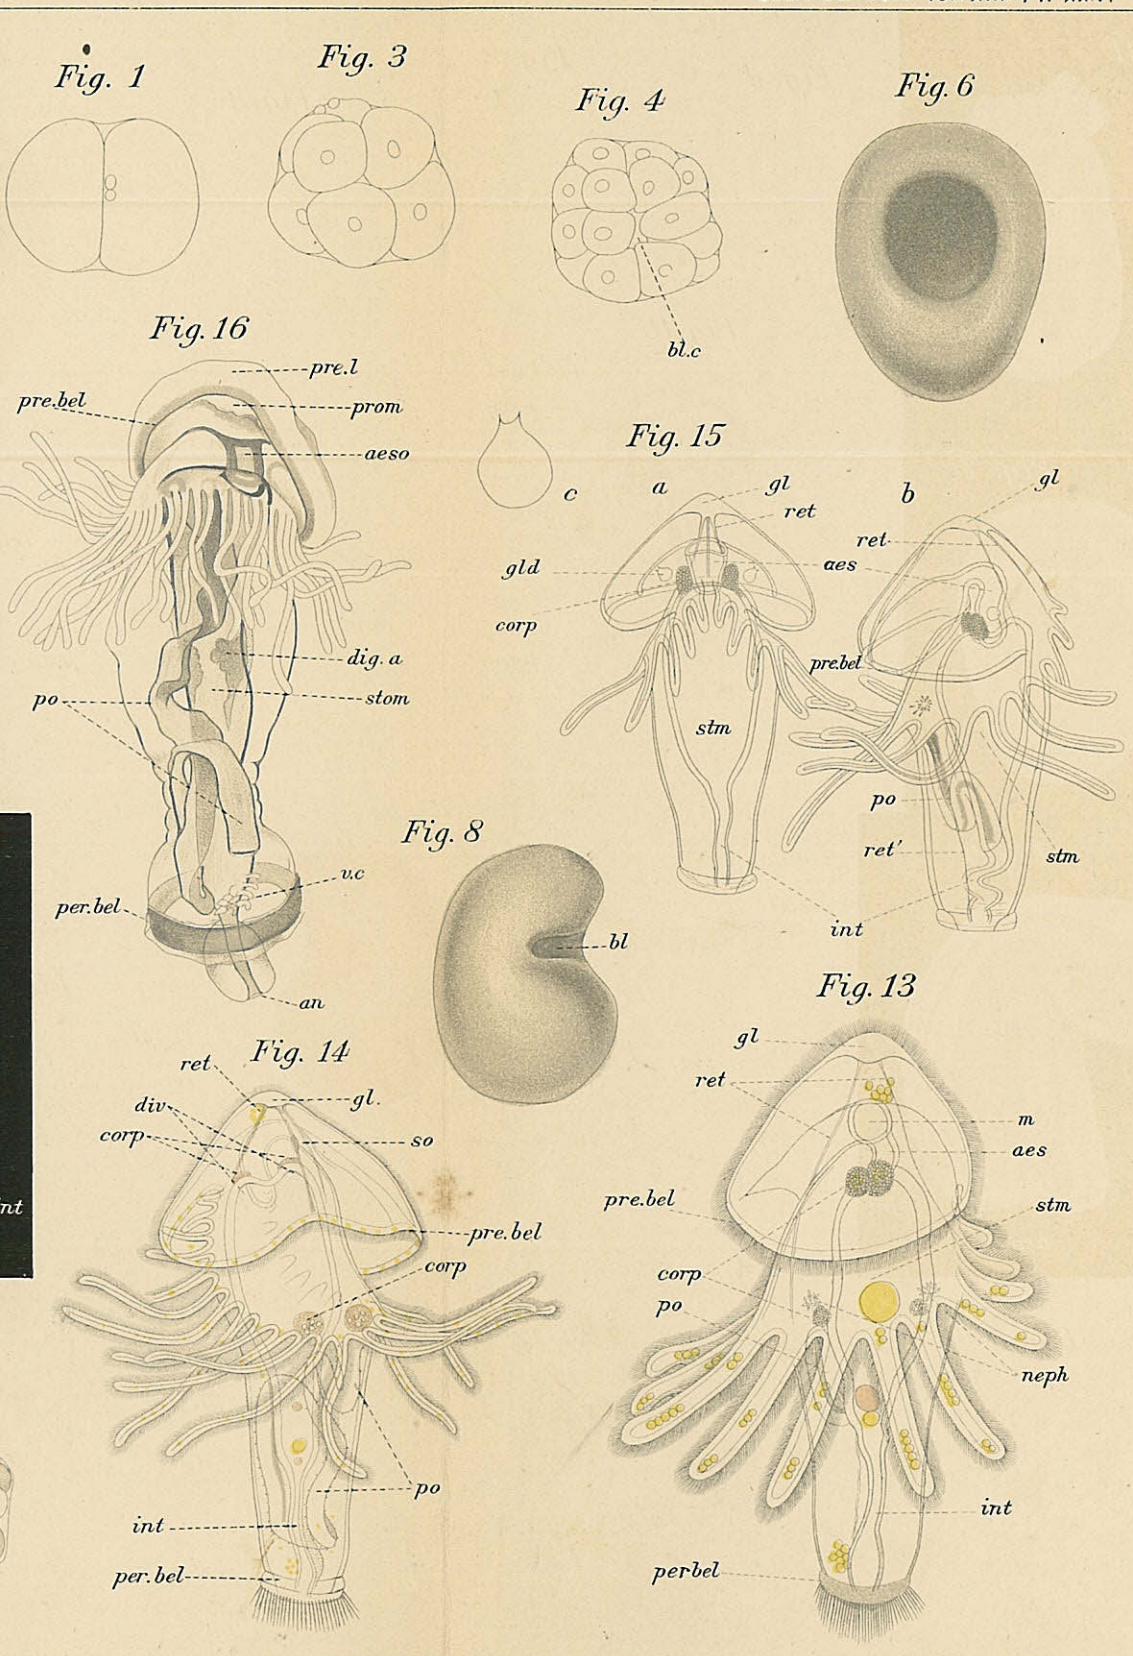 Fig. 1
Fig. 3
Fig. 4
Fig. 6
bl.c
Fig. 16
pre.l
pre.bel
prom
aeso
dig.a
po
stom
v.c
per.bel
an
Fig. 15
c
a
b
gl
gl
ret
ret
gld
aes
corp
pre.bel
stm
po
ret'
stm
int
Fig. 8
bl
Fig. 13
gl
ret
m
aes
pre.bel
stm
corp
po
neph
int
perbel
Fig. 14
ret
gl.
div
corp
so
pre.bel
corp
po
int
per.bel